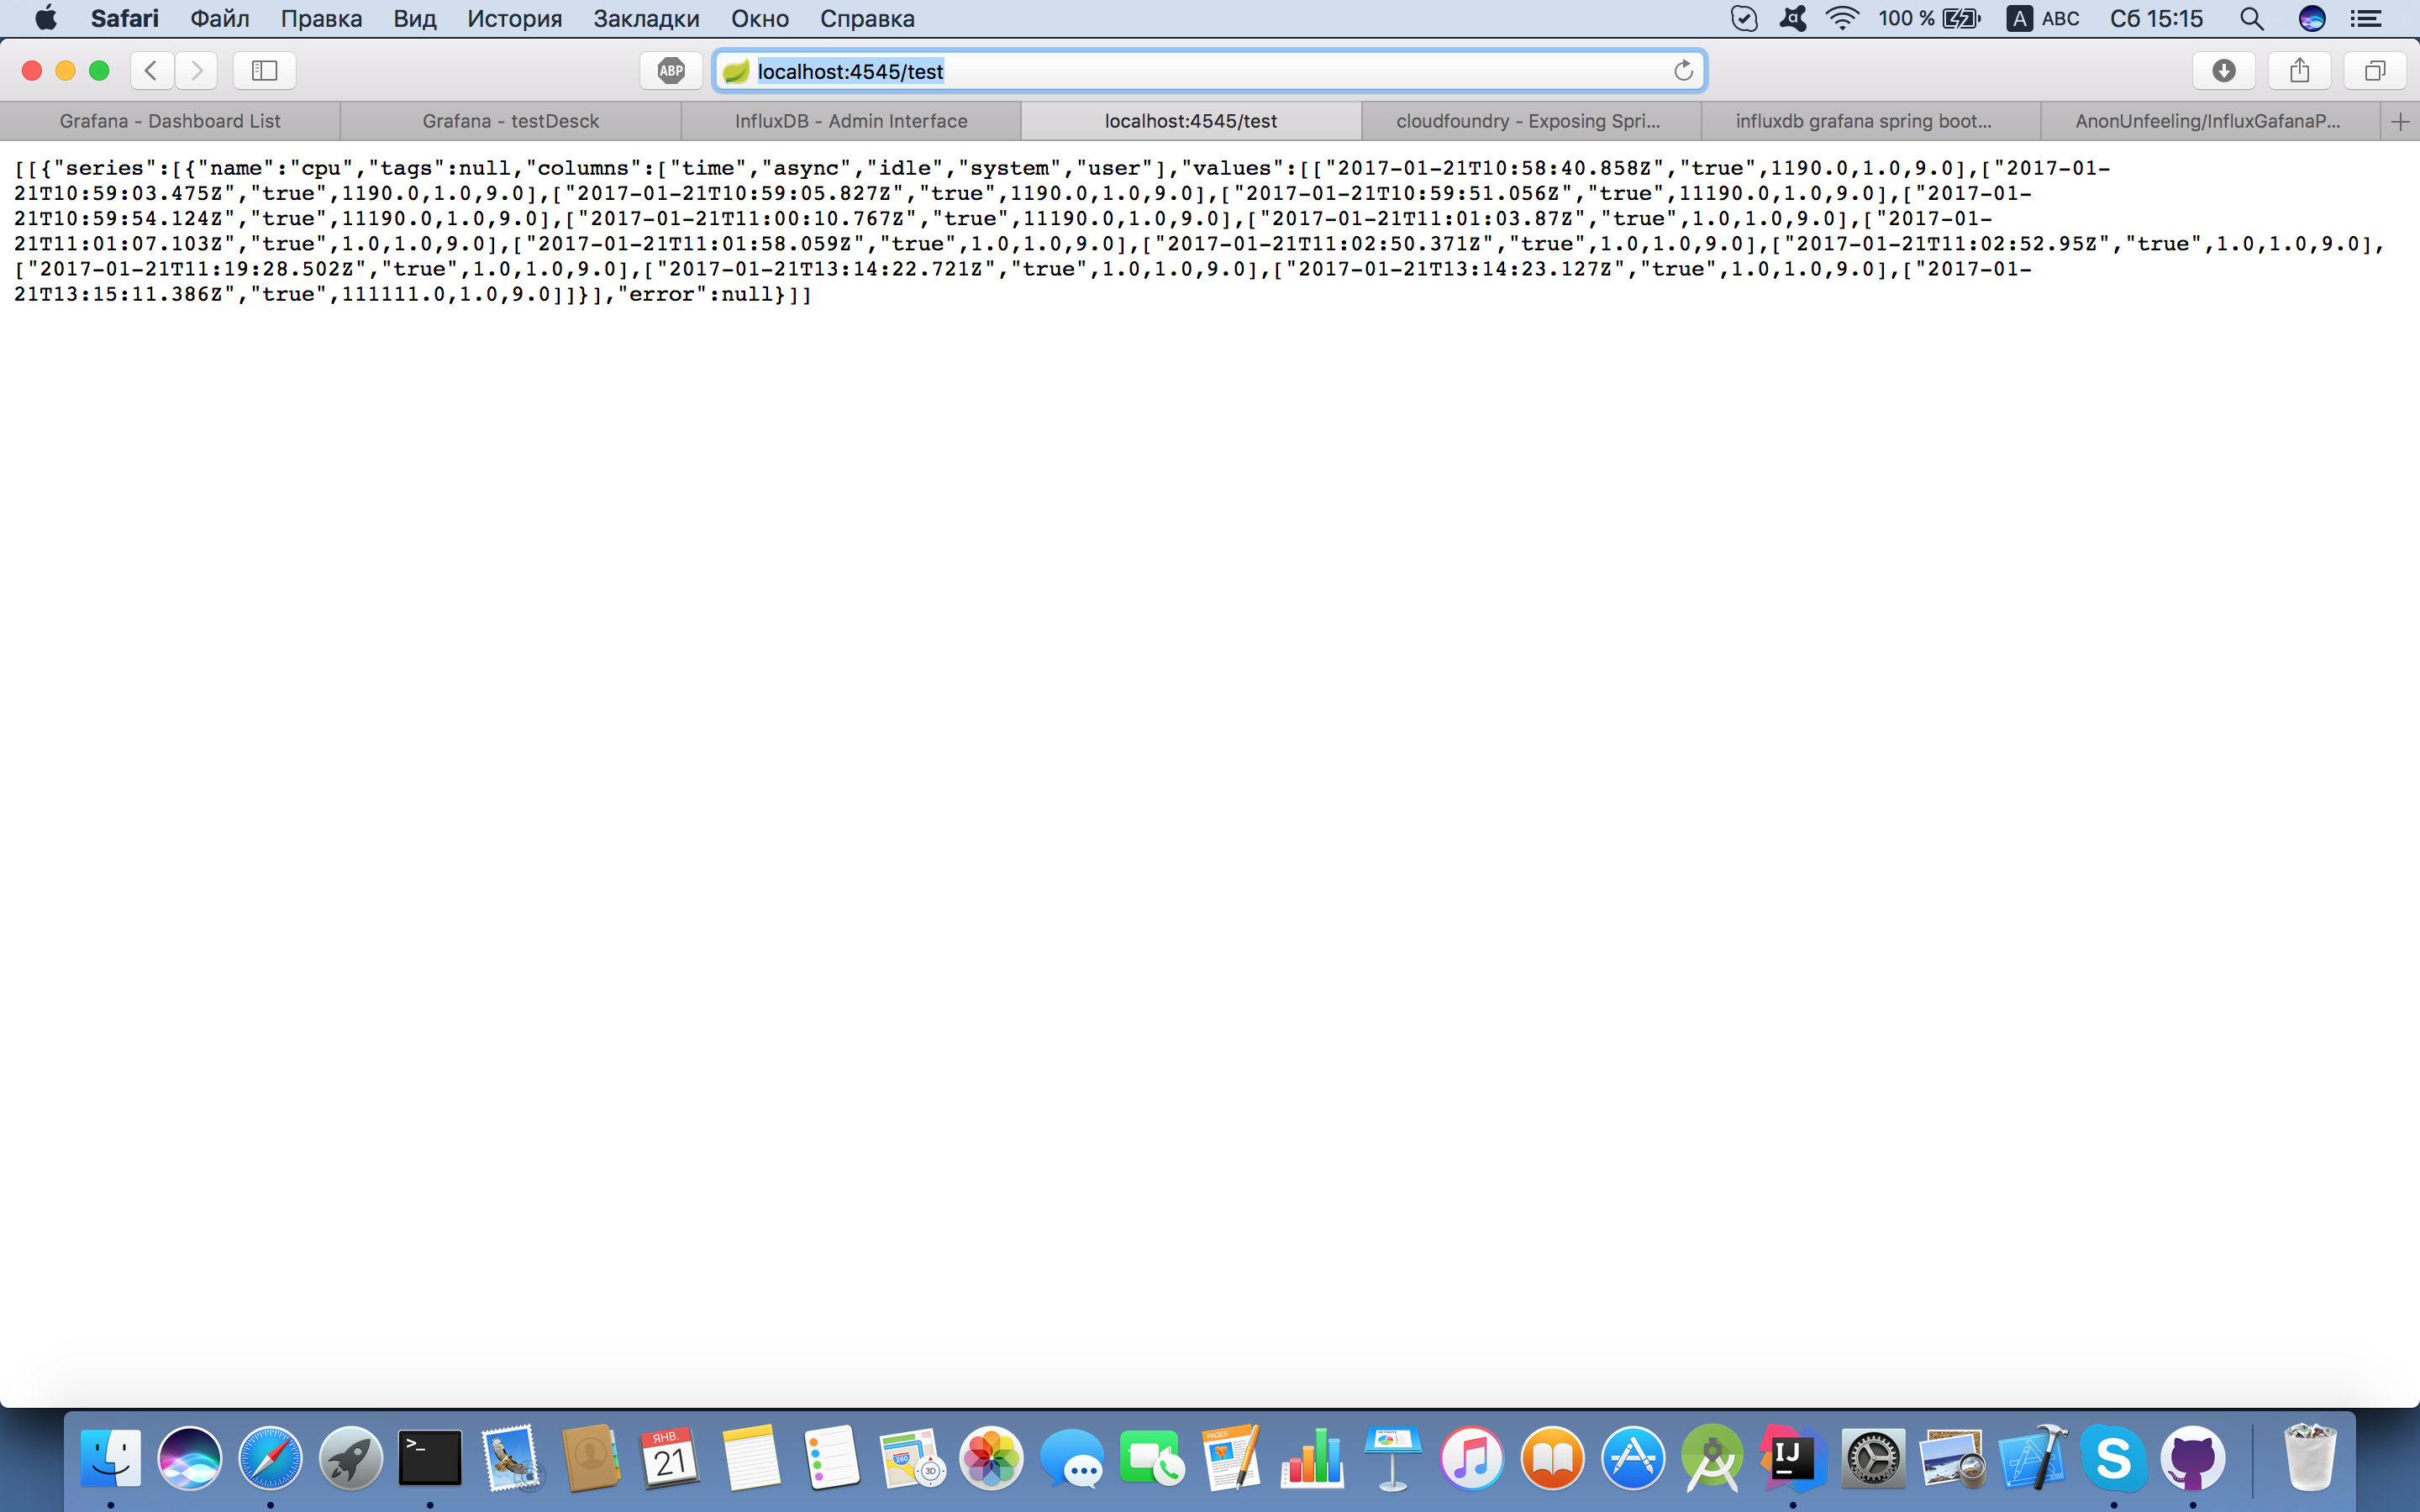 Safari Файл Правка Вид История Закладки Окно Справка 100 % A ABC Сб 15:15
ABP localhost:4545/test
Grafana - Dashboard List Grafana - testDesck InfluxDB - Admin Interface localhost:4545/test cloudfoundry - Exposing Spri... influxdb grafana spring boot... AnonUnfeeling/InfluxGafanaP...
[[{"series":[{"name":"cpu","tags":null,"columns":["time","async","idle","system","user"],"values":[["2017-01-21T10:58:40.858Z","true",1190.0,1.0,9.0],["2017-01-
21T10:59:03.475Z","true",1190.0,1.0,9.0],["2017-01-21T10:59:05.827Z","true",1190.0,1.0,9.0],["2017-01-21T10:59:51.056Z","true",11190.0,1.0,9.0],["2017-01-
21T10:59:54.124Z","true",11190.0,1.0,9.0],["2017-01-21T11:00:10.767Z","true",11190.0,1.0,9.0],["2017-01-21T11:01:03.87Z","true",1.0,1.0,9.0],["2017-01-
21T11:01:07.103Z","true",1.0,1.0,9.0],["2017-01-21T11:01:58.059Z","true",1.0,1.0,9.0],["2017-01-21T11:02:50.371Z","true",1.0,1.0,9.0],["2017-01-21T11:02:52.95Z","true",1.0,1.0,9.0],
["2017-01-21T11:19:28.502Z","true",1.0,1.0,9.0],["2017-01-21T13:14:22.721Z","true",1.0,1.0,9.0],["2017-01-21T13:14:23.127Z","true",1.0,1.0,9.0],["2017-01-
21T13:15:11.386Z","true",111111.0,1.0,9.0]]}],"error":null}]]
ЯНВ.
21
280
3D
PAGES
IJ
S